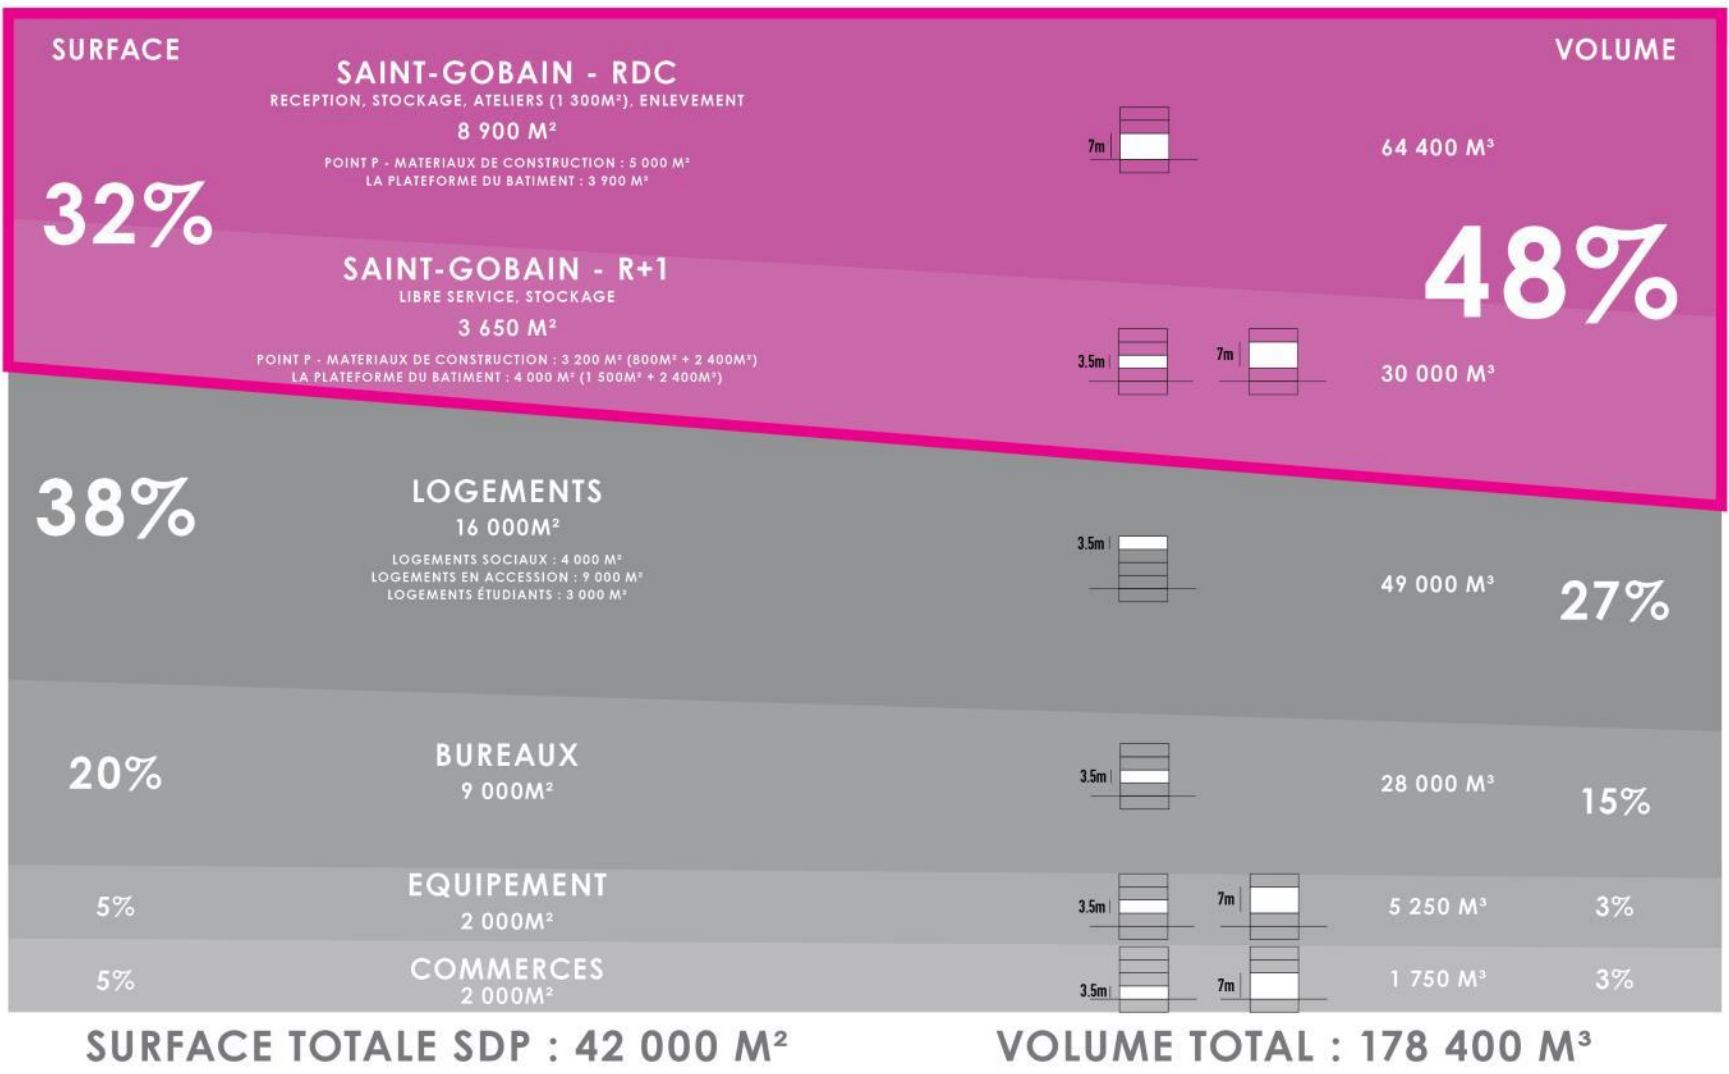 SURFACE
VOLUME
SAINT-GOBAIN - RDC
RECEPTION, STOCKAGE, ATELIERS (1 300M²), ENLEVEMENT
8 900 M²
POINT P - MATERIAUX DE CONSTRUCTION : 5 000 M²
LA PLATEFORME DU BATIMENT : 3 900 M²
7m
64 400 M³
32%
48%
SAINT-GOBAIN - R+1
LIBRE SERVICE, STOCKAGE
3 650 M²
POINT P - MATERIAUX DE CONSTRUCTION : 3 200 M² (800M² + 2 400M²)
LA PLATEFORME DU BATIMENT : 4 000 M² (1 500M² + 2 400M²)
3.5m
7m
30 000 M³
38%
LOGEMENTS
16 000M²
LOGEMENTS SOCIAUX : 4 000 M²
LOGEMENTS EN ACCESSION : 9 000 M²
LOGEMENTS ÉTUDIANTS : 3 000 M²
3.5m
49 000 M³
27%
20%
BUREAUX
9 000M²
3.5m
28 000 M³
15%
5%
EQUIPEMENT
2 000M²
3.5m
7m
5 250 M³
3%
5%
COMMERCES
2 000M²
3.5m
7m
1 750 M³
3%
SURFACE TOTALE SDP : 42 000 M²
VOLUME TOTAL : 178 400 M³